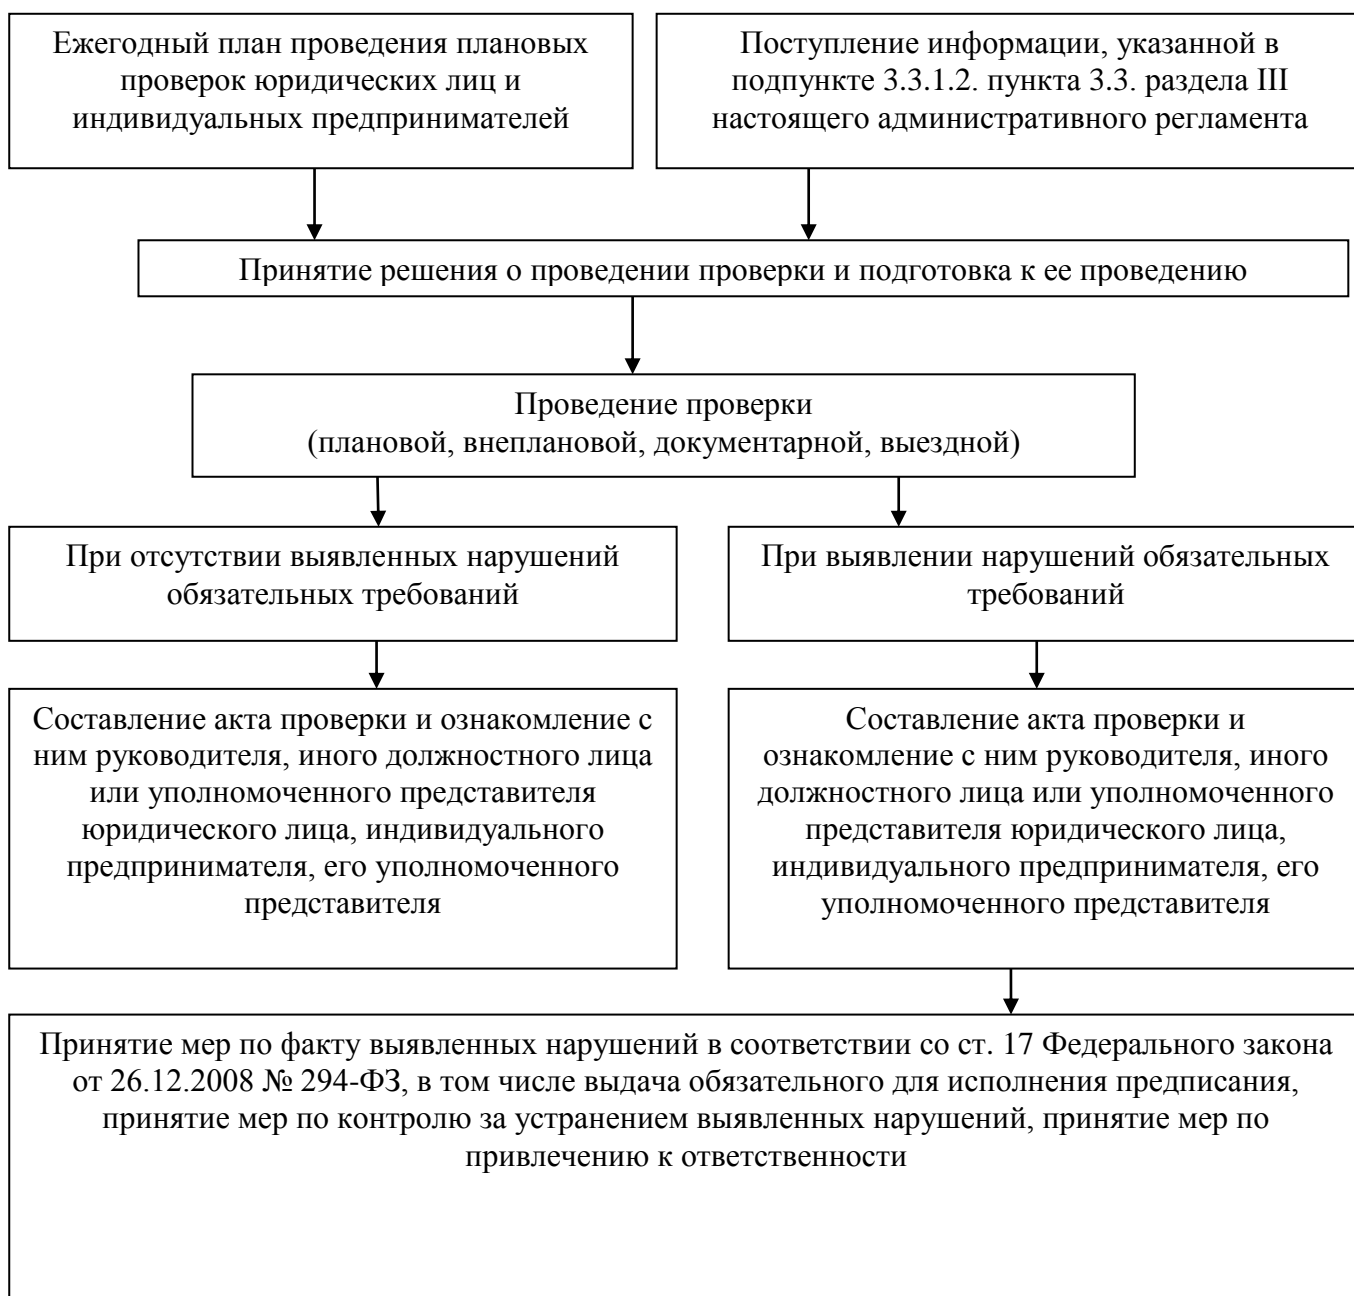 Ежегодный план проведения плановых
проверок юридических лиц и
индивидуальных предпринимателей
Поступление информации, указанной в
подпункте 3.3.1.2. пункта 3.3. раздела III
настоящего административного регламента
Принятие решения о проведении проверки и подготовка к ее проведению
Проведение проверки
(плановой, внеплановой, документарной, выездной)
При отсутствии выявленных нарушений
обязательных требований
При выявлении нарушений обязательных
требований
Составление акта проверки и ознакомление с
ним руководителя, иного должностного лица
или уполномоченного представителя
юридического лица, индивидуального
предпринимателя, его уполномоченного
представителя
Составление акта проверки и
ознакомление с ним руководителя, иного
должностного лица или уполномоченного
представителя юридического лица,
индивидуального предпринимателя, его
уполномоченного представителя
Принятие мер по факту выявленных нарушений в соответствии со ст. 17 Федерального закона
от 26.12.2008 № 294-ФЗ, в том числе выдача обязательного для исполнения предписания,
принятие мер по контролю за устранением выявленных нарушений, принятие мер по
привлечению к ответственности